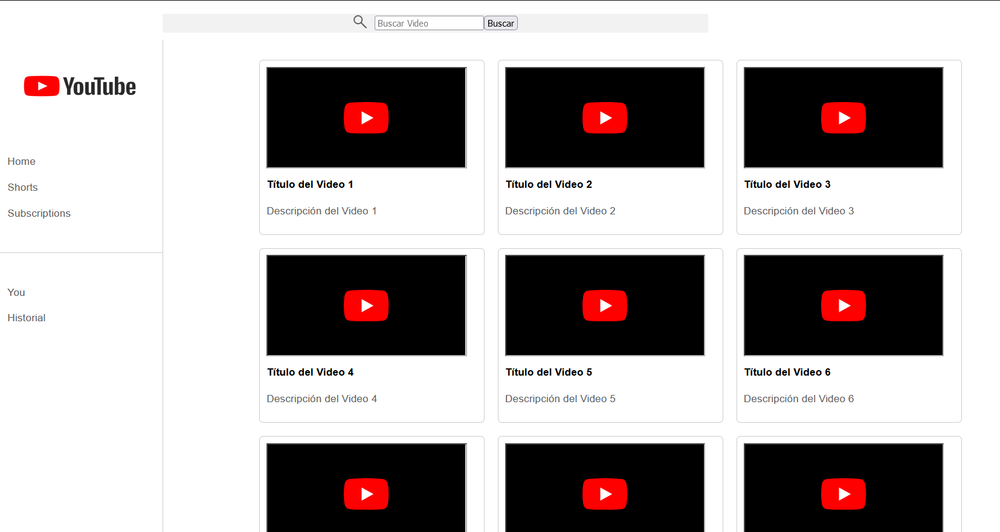 Buscar Video Buscar
YouTube
Home
Shorts
Subscriptions
You
Historial
Título del Video 1
Descripción del Video 1
Título del Video 2
Descripción del Video 2
Título del Video 3
Descripción del Video 3
Título del Video 4
Descripción del Video 4
Título del Video 5
Descripción del Video 5
Título del Video 6
Descripción del Video 6